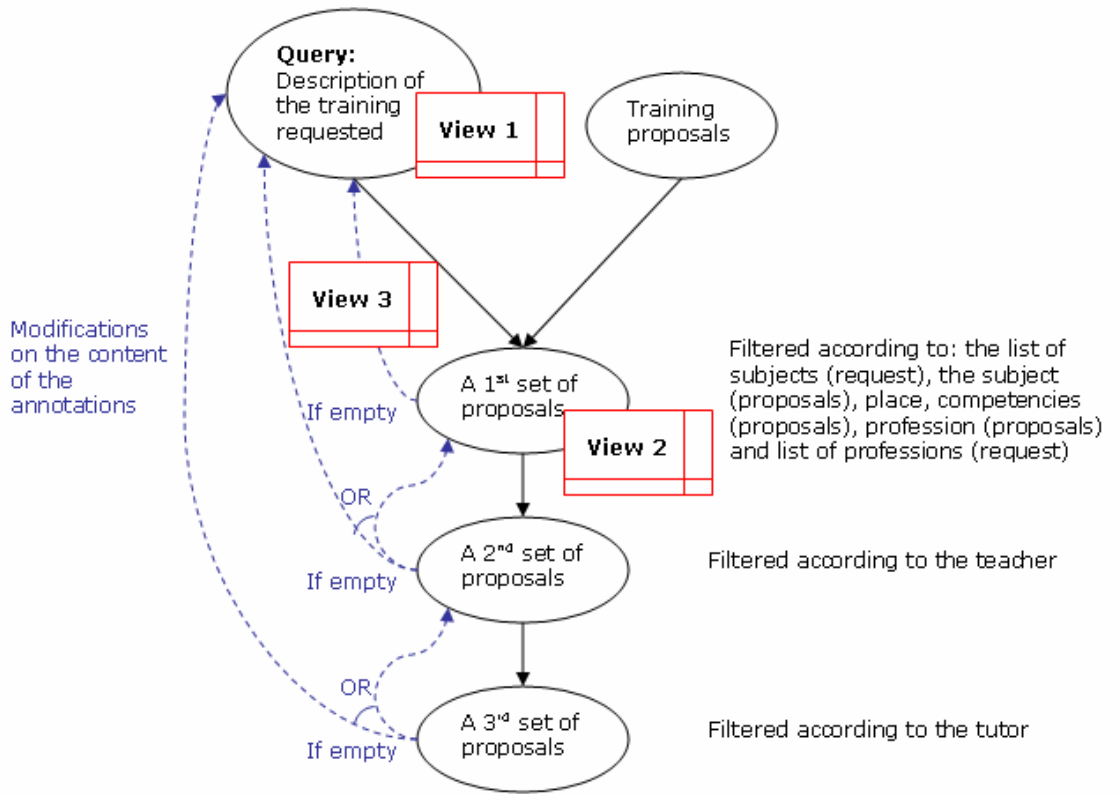 Query:
Description of
the training
requested
View 1
Training
proposals
View 3
Modifications
on the content
of the
annotations
If empty
A 1st set of
proposals
View 2
Filtered according to: the list of
subjects (request), the subject
(proposals), place, competencies
(proposals), profession (proposals)
and list of professions (request)
OR
If empty
A 2nd set of
proposals
Filtered according to the teacher
OR
If empty
A 3rd set of
proposals
Filtered according to the tutor